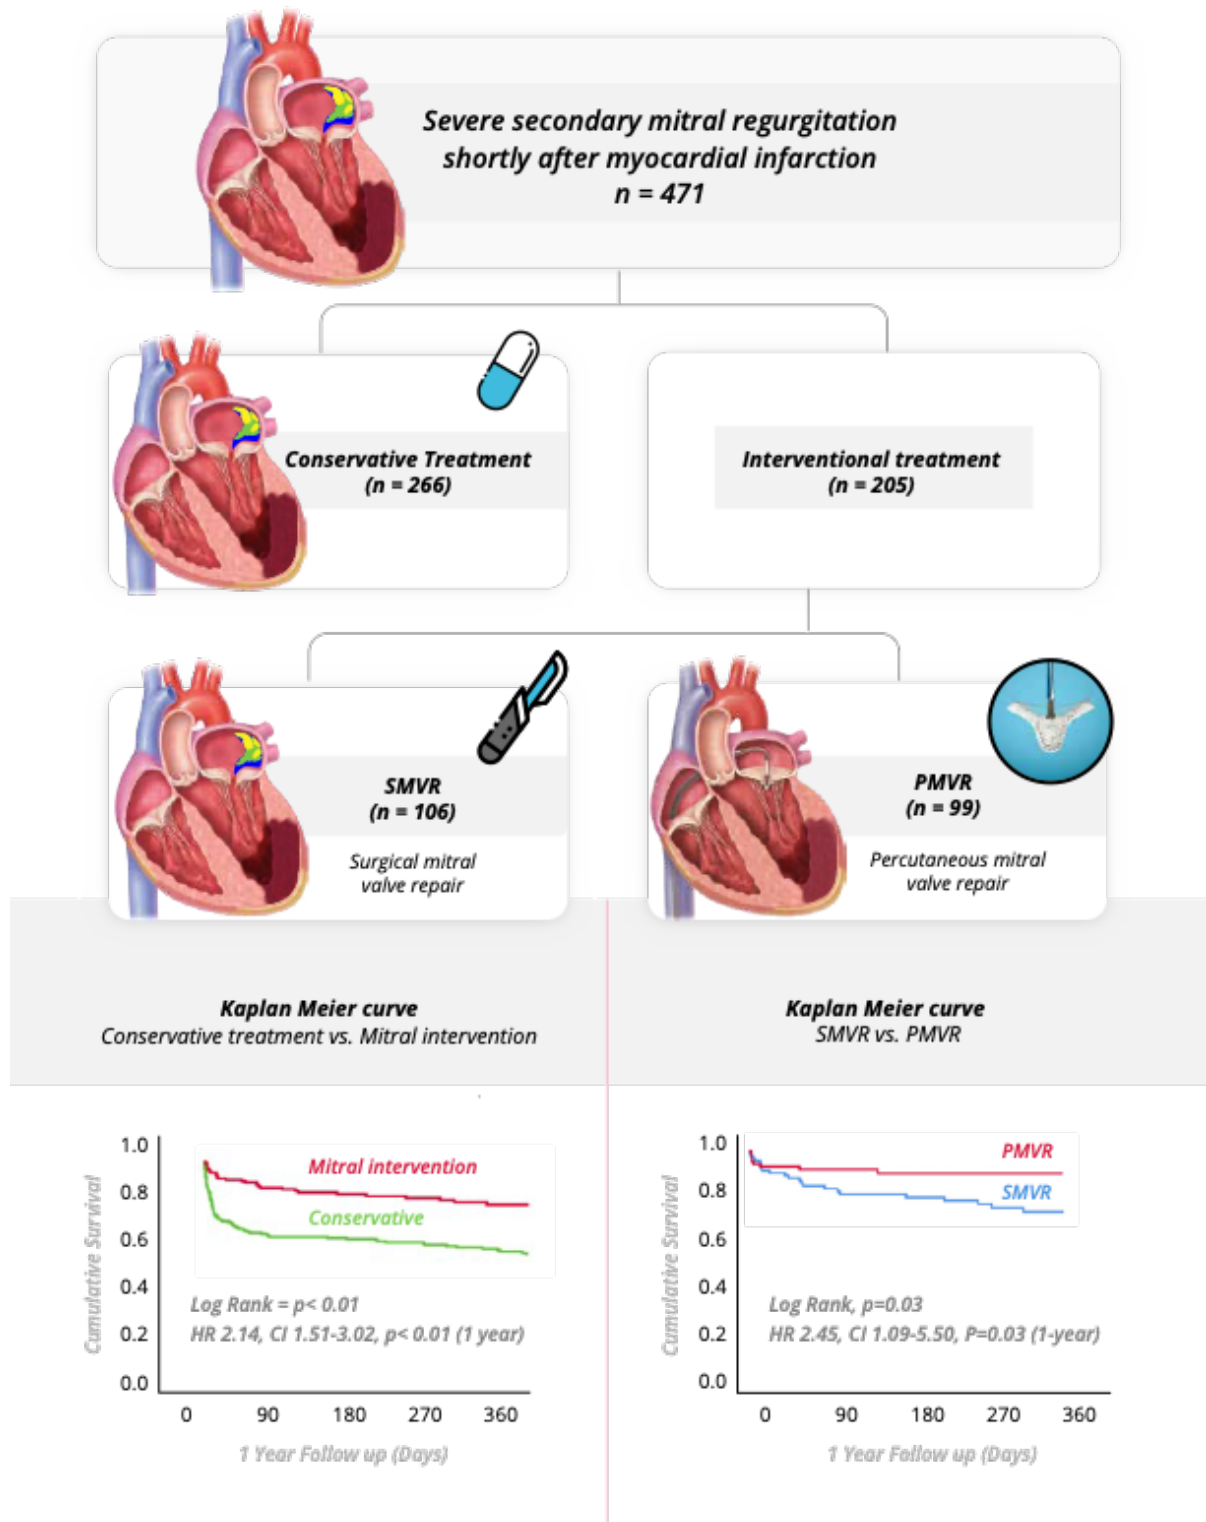 Severe secondary mitral regurgitation
shortly after myocardial infarction
n = 471
Conservative Treatment
(n = 266)
Interventional treatment
(n = 205)
SMVR
(n = 106)
Surgical mitral
valve repair
PMVR
(n = 99)
Percutaneous mitral
valve repair
Kaplan Meier curve
Conservative treatment vs. Mitral intervention
Kaplan Meier curve
SMVR vs. PMVR
Cumulative Survival
1.0
0.8
0.6
0.4
0.2
0.0
Mitral intervention
Conservative
Log Rank = p< 0.01
HR 2.14, CI 1.51-3.02, p< 0.01 (1 year)
0 90 180 270 360
1 Year Follow up (Days)
Cumulative Survival
1.0
0.8
0.6
0.4
0.2
0.0
PMVR
SMVR
Log Rank, p=0.03
HR 2.45, CI 1.09-5.50, P=0.03 (1-year)
0 90 180 270 360
1 Year Follow up (Days)